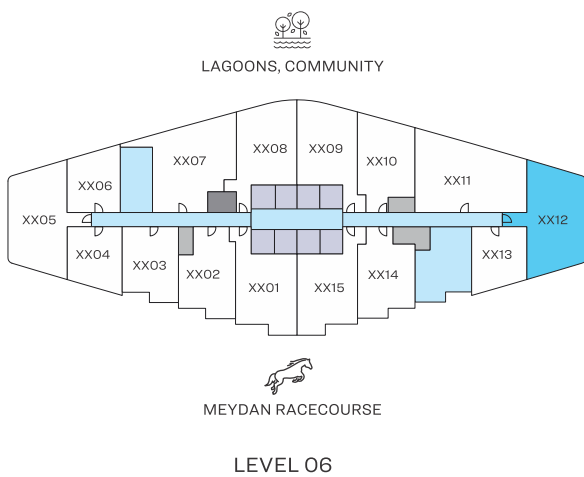 LAGOONS, COMMUNITY
XX08
XX09
XX07
XX10
XX06
XX11
XX05
XX12
XX04
XX03
XX02
XX14
XX13
XX01
XX15
MEYDAN RACECOURSE
LEVEL 06